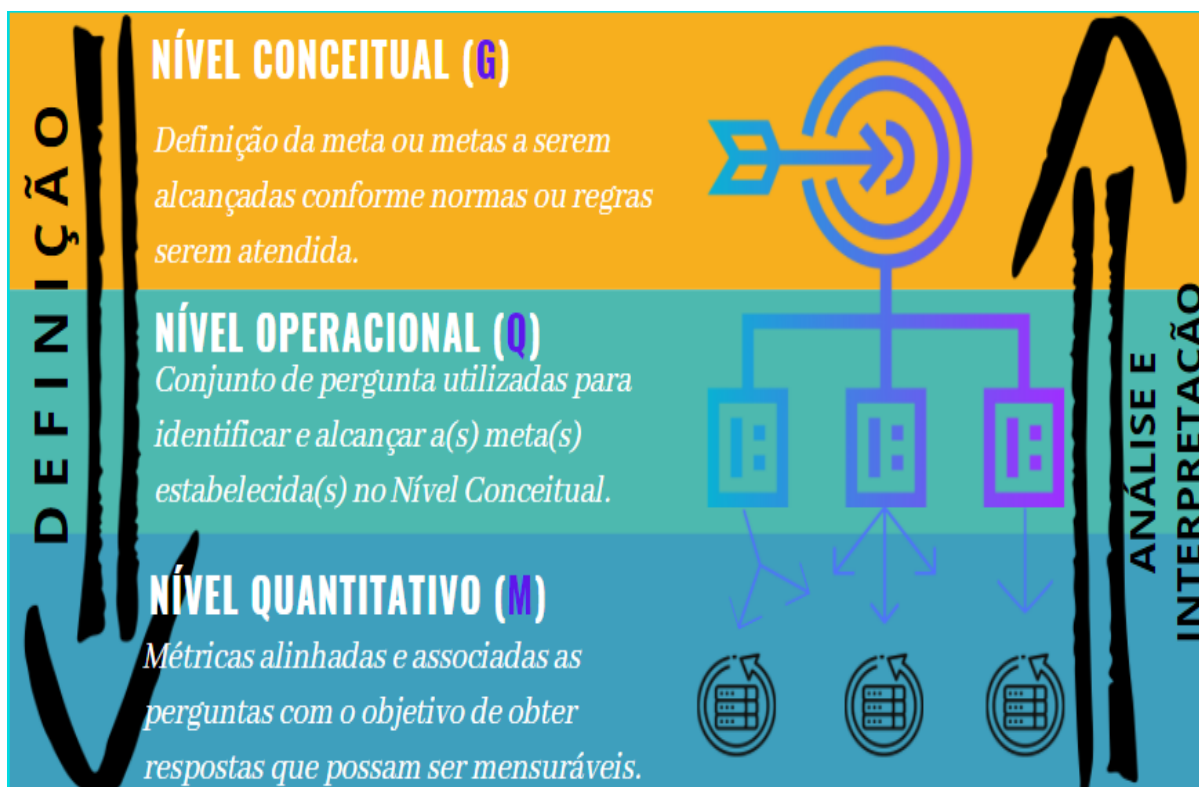 DEFINIÇÃO
NÍVEL CONCEITUAL (G)
Definição da meta ou metas a serem
alcançadas conforme normas ou regras
serem atendida.
NÍVEL OPERACIONAL (Q)
Conjunto de pergunta utilizadas para
identificar e alcançar a(s) meta(s)
estabelecida(s) no Nível Conceitual.
NÍVEL QUANTITATIVO (M)
Métricas alinhadas e associadas as
perguntas com o objetivo de obter
respostas que possam ser mensuráveis.
ANÁLISE E
INTERPRETAÇÃO